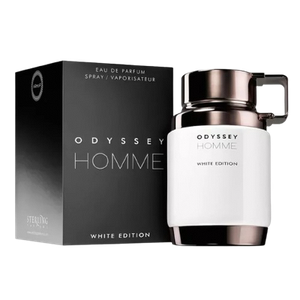 EAU DE PARFUM
SPRAY / VAPORISATEUR
ODYSSEY
HOMME
WHITE EDITION
ODYSSEY
HOMME
WHITE EDITION